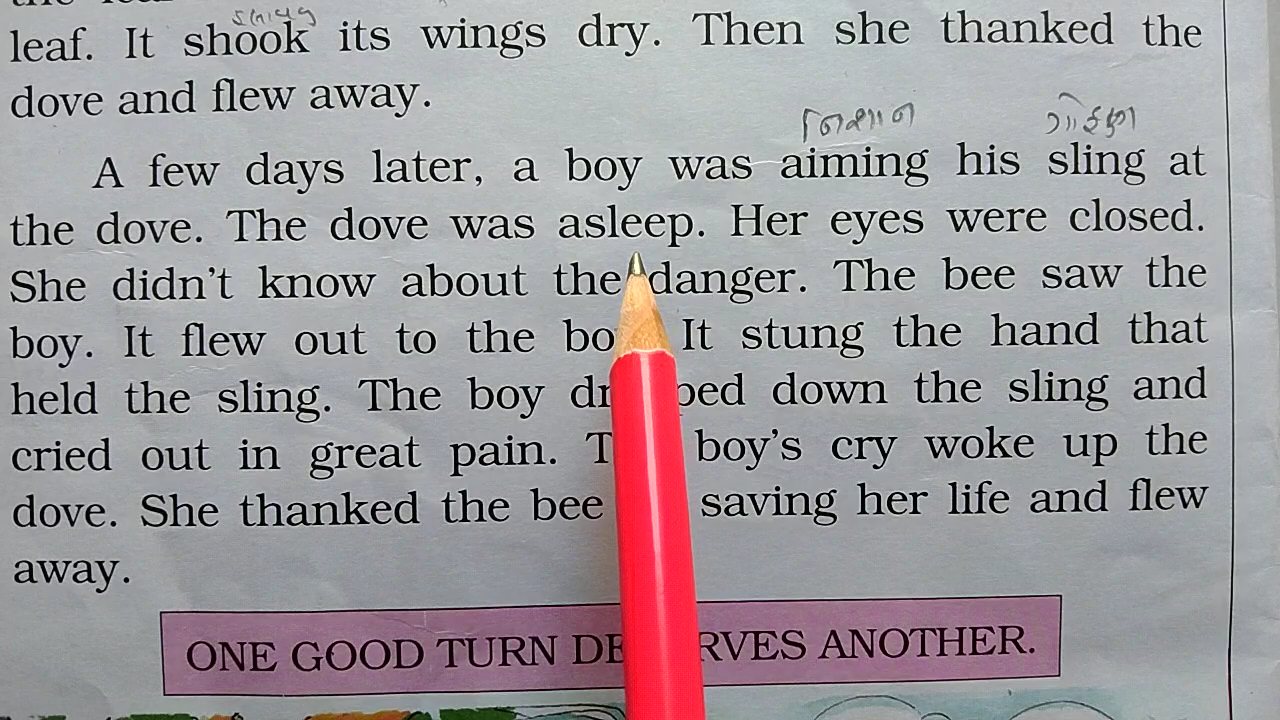 leaf. It shook its wings dry. Then she thanked the
dove and flew away.
নিশান
A few days later, a boy was aiming his sling at
the dove. The dove was asleep. Her eyes were closed.
She didn't know about the danger. The bee saw the
boy. It flew out to the It stung the hand that
held the sling. The boy down the sling and
cried out in great pain. boy's cry woke up the
dove. She thanked the bee saving her life and flew
away.
ONE GOOD TURN ANOTHER.